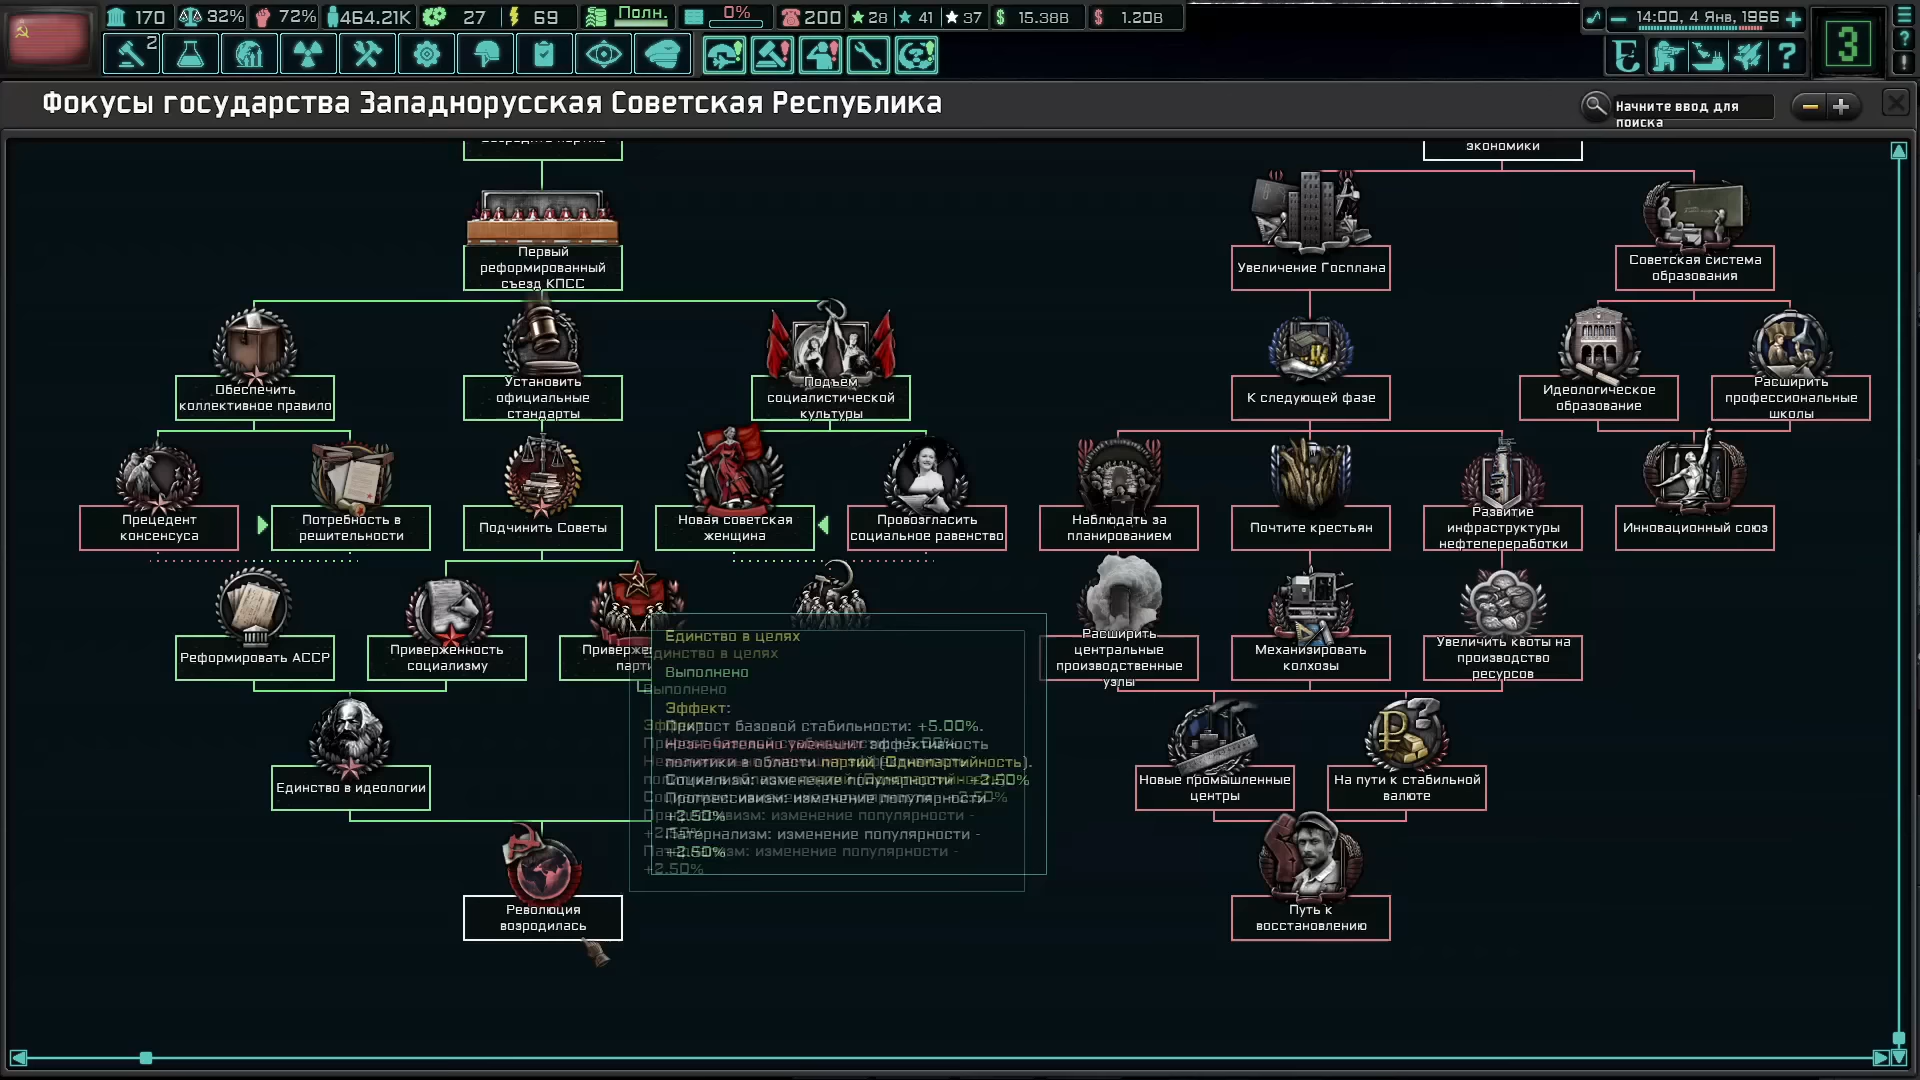 170
32%
72%
464.21K
27
69
Полн.
0%
200
28
41
37
$ 15.38B
$ 1.20B
14:00, 4 Янв, 1966
2
3
Фокусы государства Западнорусская Советская Республика
Начните ввод для
поиска
экономики
Первый
реформированный
съезд КПСС
Увеличение Госплана
Советская система
образования
Обеспечить
коллективное правило
Установить
официальные
стандарты
Подъём
социалистической
культуры
К следующей фазе
Идеологическое
образование
Расширить
профессиональные
школы
Прецедент
консенсуса
Потребность в
решительности
Подчинить Советы
Новая советская
женщина
Провозгласить
социальное равенство
Наблюдать за
планированием
Почтите крестьян
Развитие
инфраструктуры
нефтепереработки
Инновационный союз
Реформировать АССР
Приверженность
социализму
Расширить
центральные
производственные
узлы
Механизировать
колхозы
Увеличить квоты на
производство
ресурсов
Единство в целях
Выполнено
Эффект:
Прирост базовой стабильности: +5.00%.
Незначительно уменьшит эффективность
политики в области партий (Однопартийность).
Социализм: изменение популярности - +2.50%
Прогрессивизм: изменение популярности -
+2.50%
Патернализм: изменение популярности -
+2.50%
Единство в идеологии
Новые промышленные
центры
На пути к стабильной
валюте
Революция
возродилась
Путь к
восстановлению